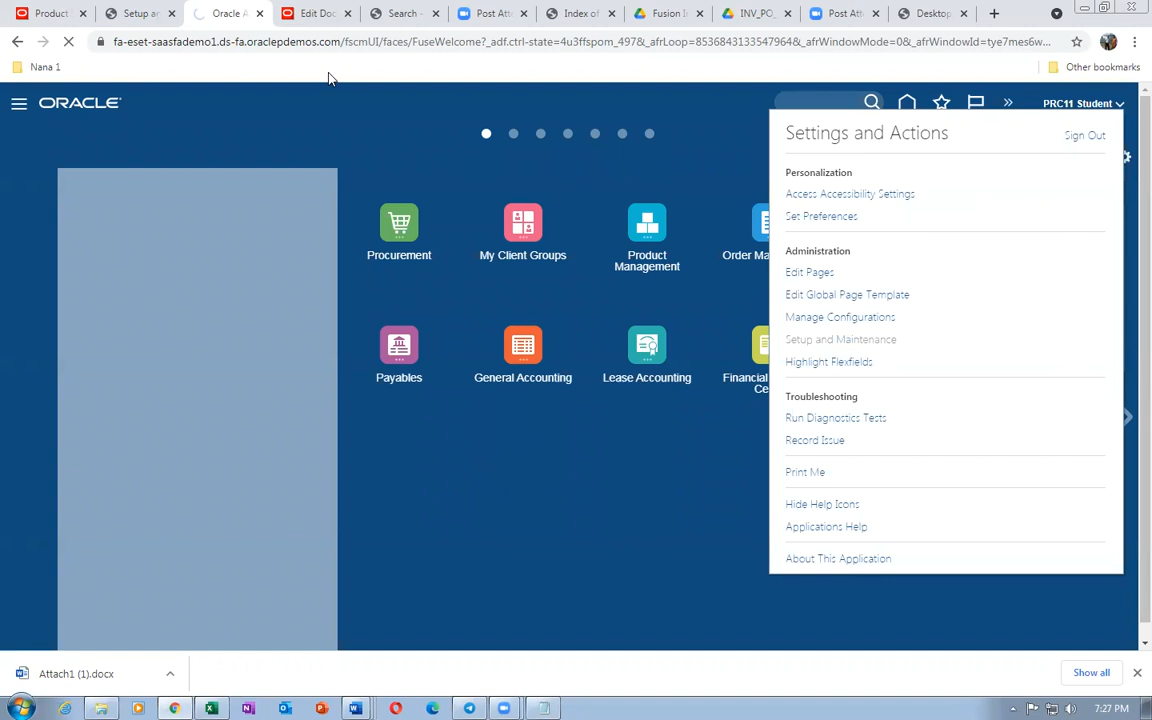 Product
Setup an
Oracle A
Edit Doc
Search -
Post Att
Index of
Fusion I
INV_PO_
Post Att
Desktop
fa-eset-saasfademo1.ds-fa.oraclepdemos.com/fscmUI/faces/FuseWelcome?_adf.ctrl-state=4u3ffspom_497&_afrLoop=8536843133547964&_afrWindowMode=0&_afrWindowId=tye7mes6w...
Nana 1
Other bookmarks
ORACLE
PRC11 Student
Settings and Actions
Sign Out
Personalization
Access Accessibility Settings
Set Preferences
Administration
Edit Pages
Edit Global Page Template
Manage Configurations
Setup and Maintenance
Highlight Flexfields
Troubleshooting
Run Diagnostics Tests
Record Issue
Print Me
Hide Help Icons
Applications Help
About This Application
Procurement
My Client Groups
Product
Management
Order Ma
Payables
General Accounting
Lease Accounting
Financial
Ce
Attach1 (1).docx
Show all
7:27 PM